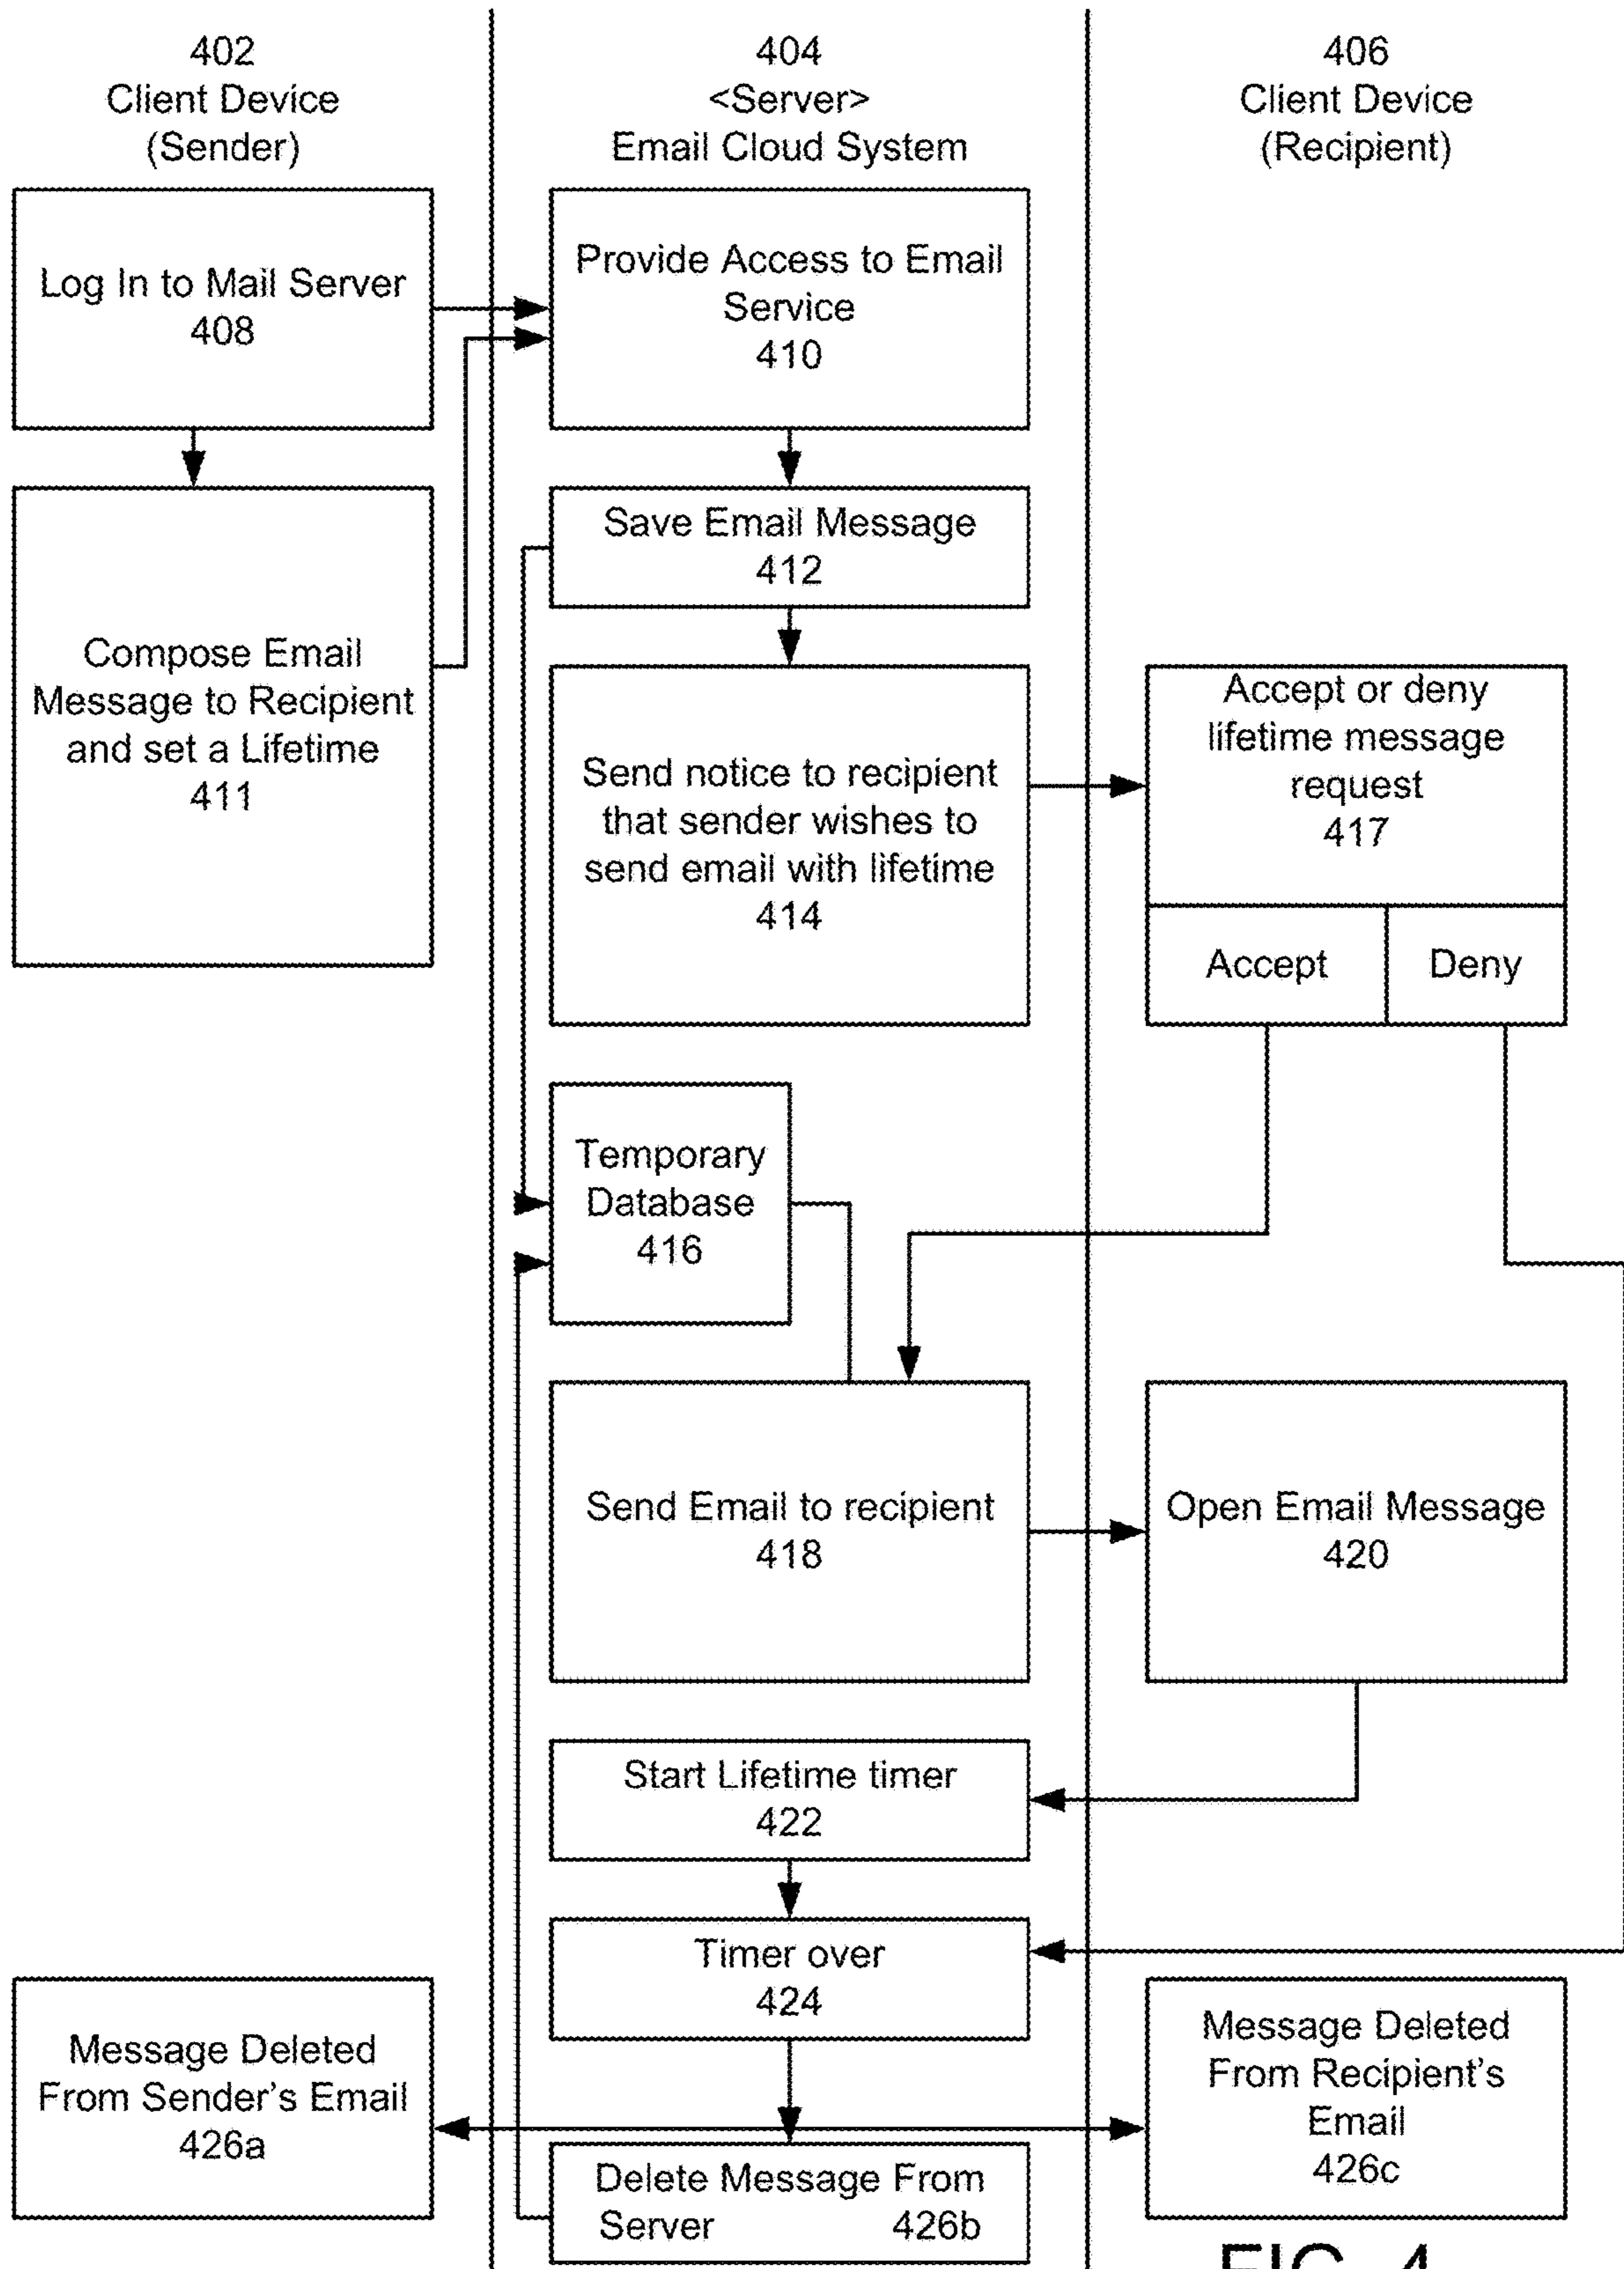 402
Client Device
(Sender)
404
<Server>
Email Cloud System
406
Client Device
(Recipient)
Log In to Mail Server
408
Provide Access to Email
Service
410
Compose Email
Message to Recipient
and set a Lifetime
411
Save Email Message
412
Send notice to recipient
that sender wishes to
send email with lifetime
414
Accept or deny
lifetime message
request
417
Accept
Deny
Temporary
Database
416
Send Email to recipient
418
Open Email Message
420
Start Lifetime timer
422
Timer over
424
Message Deleted
From Sender's Email
426a
Delete Message From
Server 426b
Message Deleted
From Recipient's
Email
426c
FIG. 4